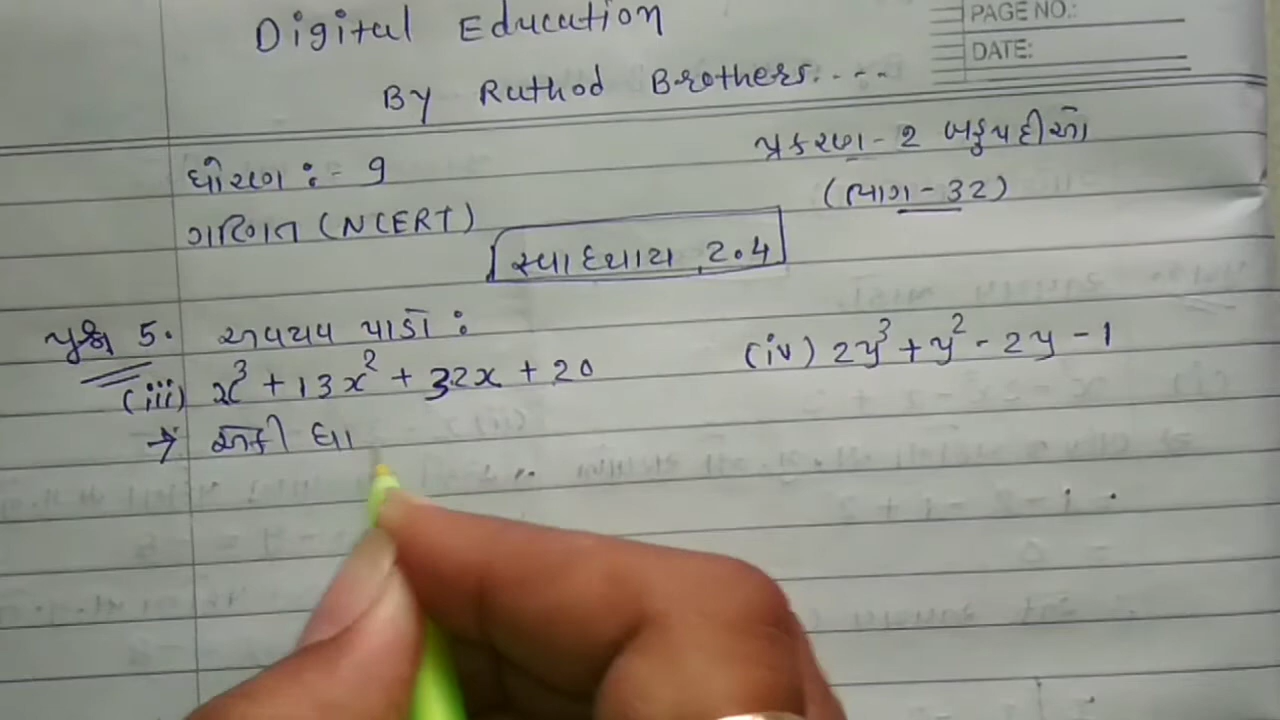 Digital Education
By Rathod Brothers....
PAGE NO.:
DATE:
ધોરણ :- 9
પ્રકરણ - 2 બહુપદીઓ
ગણિત (NCERT)
(ભાગ - 32)
સ્વાધ્યાય 2.4
પ્રશ્ન 5. અવયવ પાડો :
(iii) x³ + 13x² + 32x + 20
(iv) 2y³ + y² - 2y - 1
→ અહી ધા